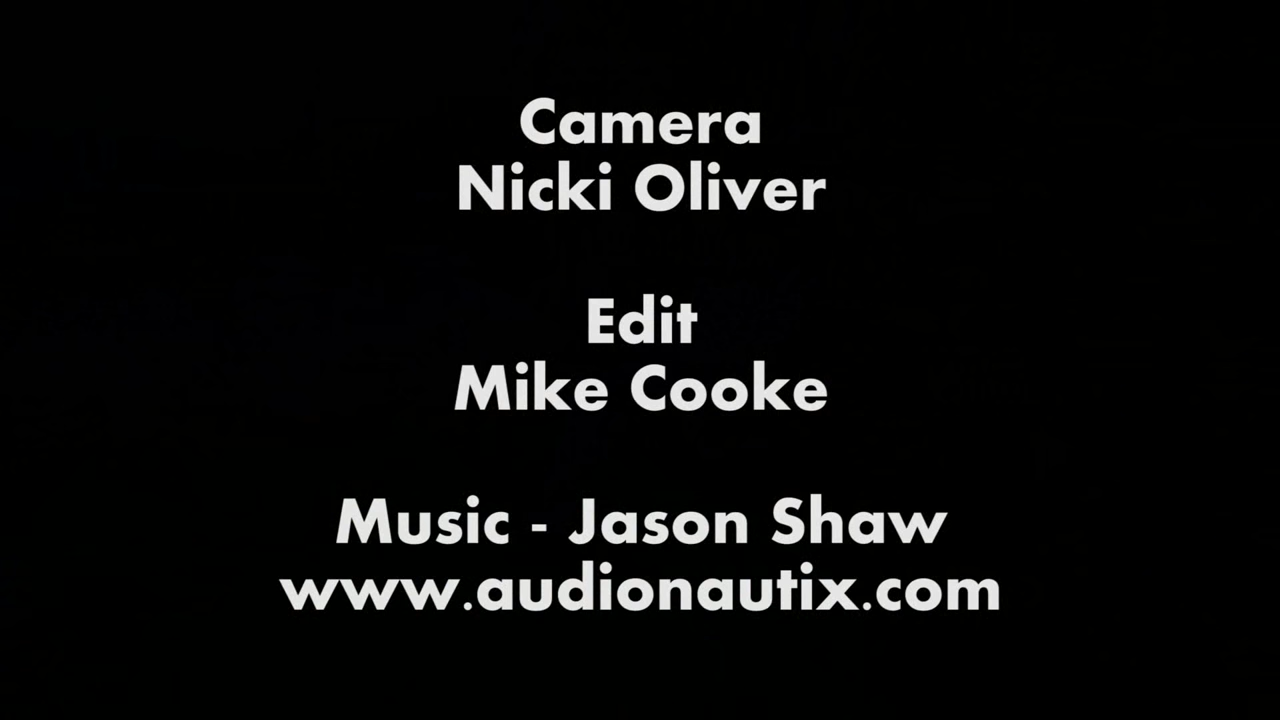 Camera
Nicki Oliver
Edit
Mike Cooke
Music - Jason Shaw
www.audionautix.com